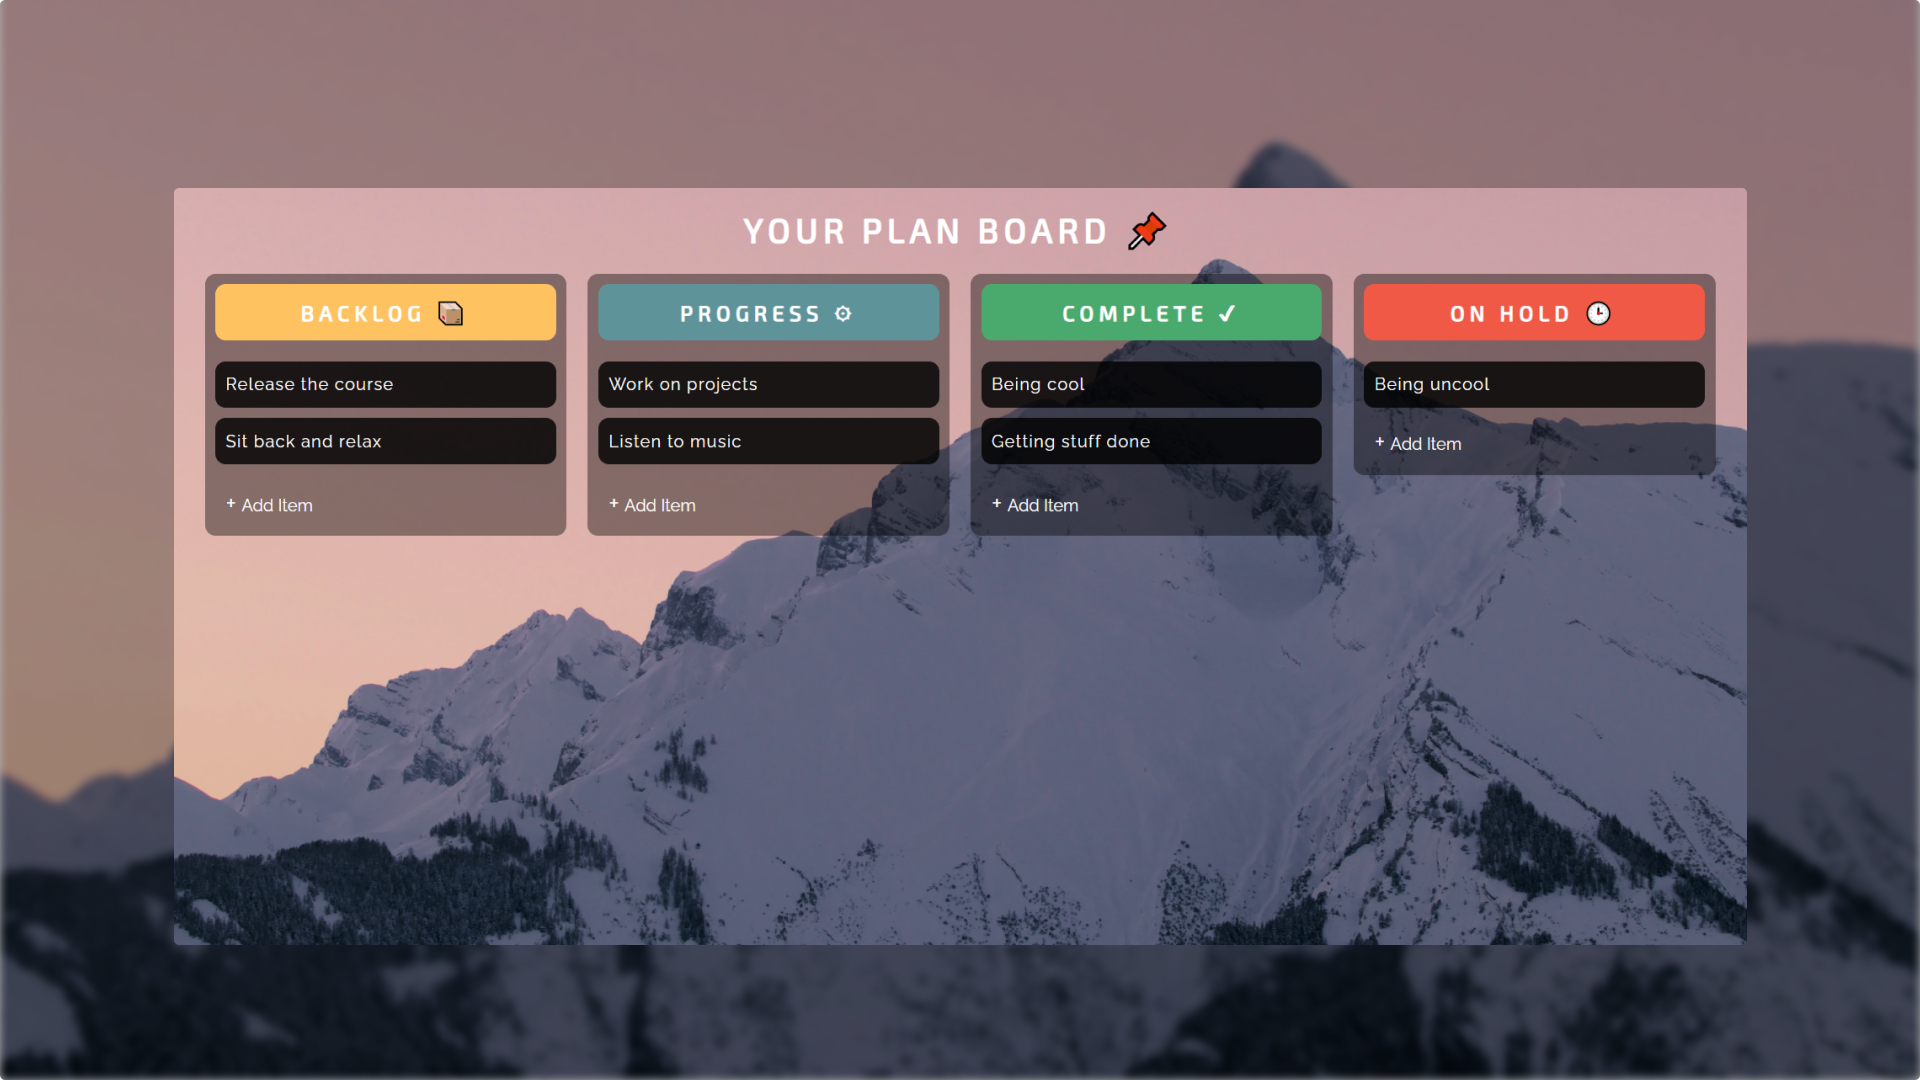 YOUR PLAN BOARD 📌
BACKLOG 📦
Release the course
Sit back and relax
+ Add Item
PROGRESS ⚙
Work on projects
Listen to music
+ Add Item
COMPLETE ✓
Being cool
Getting stuff done
+ Add Item
ON HOLD 🕒
Being uncool
+ Add Item